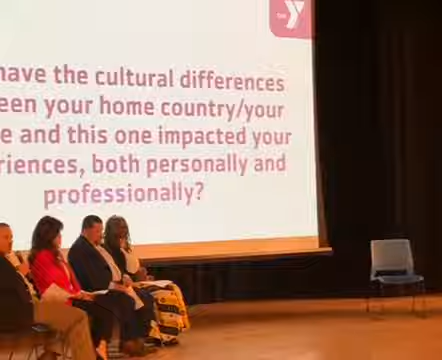 the Y
have the cultural differences
een your home country/your
e and this one impacted your
riences, both personally and
professionally?